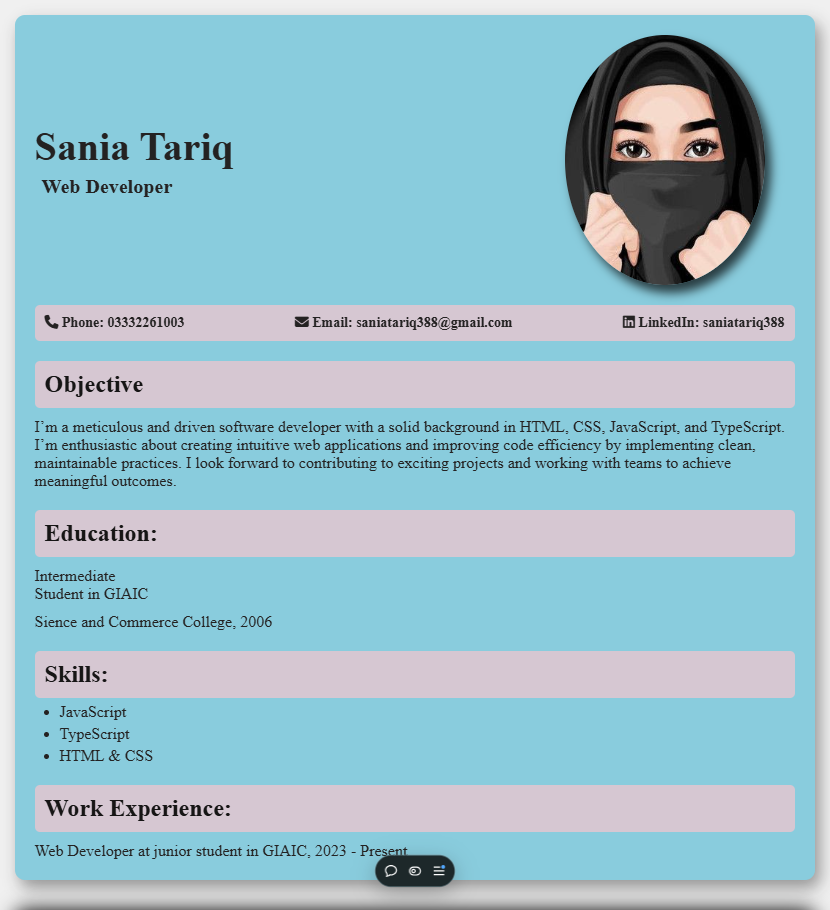 Sania Tariq
Web Developer
Phone: 03332261003
Email: saniatariq388@gmail.com
LinkedIn: saniatariq388
Objective
I’m a meticulous and driven software developer with a solid background in HTML, CSS, JavaScript, and TypeScript.
I’m enthusiastic about creating intuitive web applications and improving code efficiency by implementing clean,
maintainable practices. I look forward to contributing to exciting projects and working with teams to achieve
meaningful outcomes.
Education:
Intermediate
Student in GIAIC
Sience and Commerce College, 2006
Skills:
• JavaScript
• TypeScript
• HTML & CSS
Work Experience:
Web Developer at junior student in GIAIC, 2023 - Present